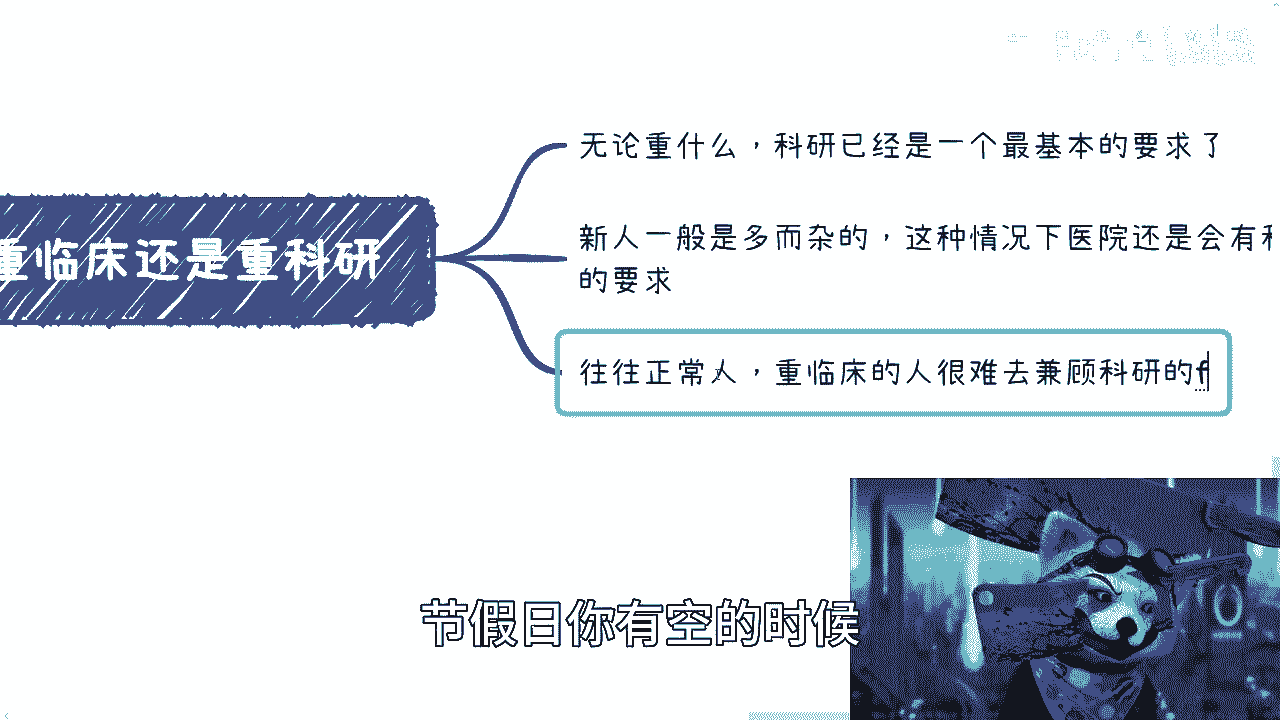 无论重什么，科研已经是一个最基本的要求了
重临床还是重科研
新人一般是多而杂的，这种情况下医院还是会有
的要求
往往正常人，重临床的人很难去兼顾科研的f
节假日你有空的时候